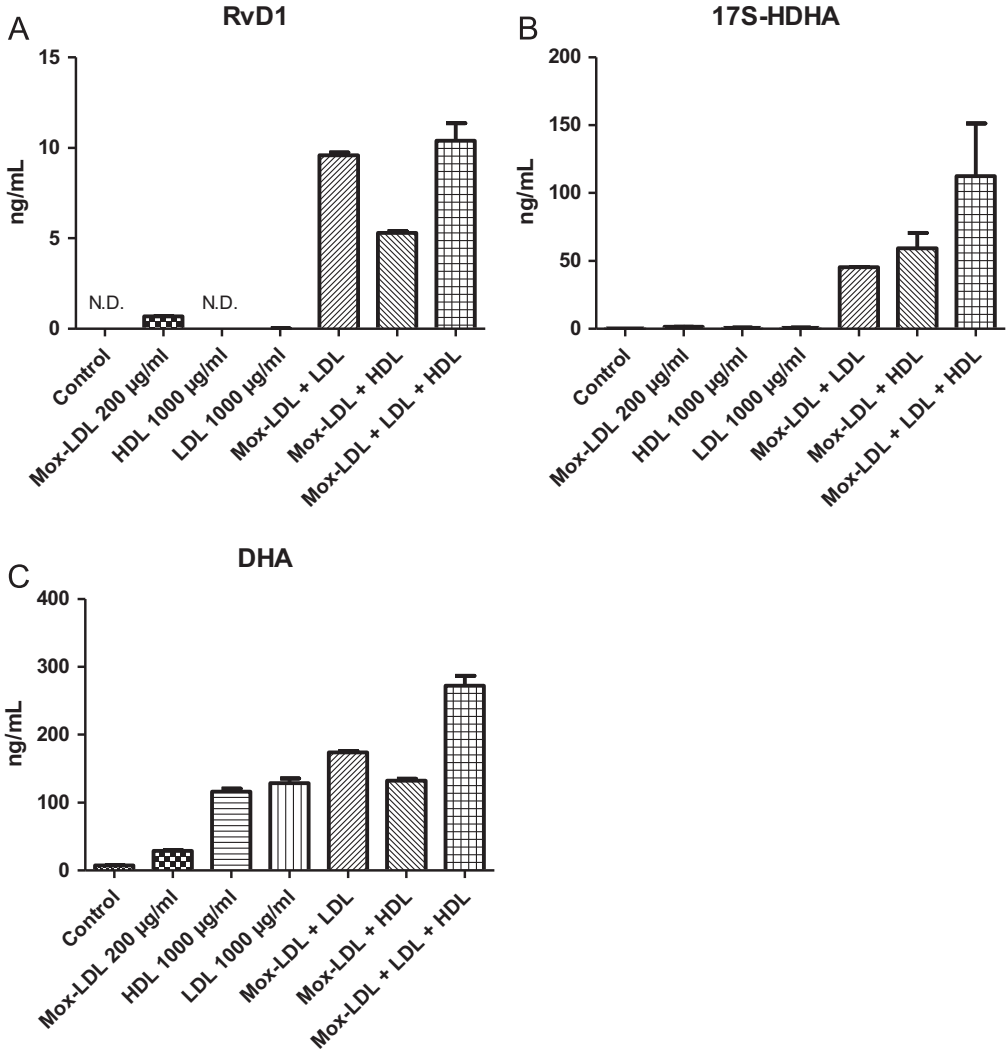 A
RvD1
ng/mL
15
10
5
0
N.D.
N.D.
Control
Mox-LDL 200 µg/ml
HDL 1000 µg/ml
LDL 1000 µg/ml
Mox-LDL + LDL
Mox-LDL + HDL
Mox-LDL + LDL + HDL
B
17S-HDHA
ng/mL
200
150
100
50
0
Control
Mox-LDL 200 µg/ml
HDL 1000 µg/ml
LDL 1000 µg/ml
Mox-LDL + LDL
Mox-LDL + HDL
Mox-LDL + LDL + HDL
C
DHA
ng/mL
400
300
200
100
0
Control
Mox-LDL 200 µg/ml
HDL 1000 µg/ml
LDL 1000 µg/ml
Mox-LDL + LDL
Mox-LDL + HDL
Mox-LDL + LDL + HDL